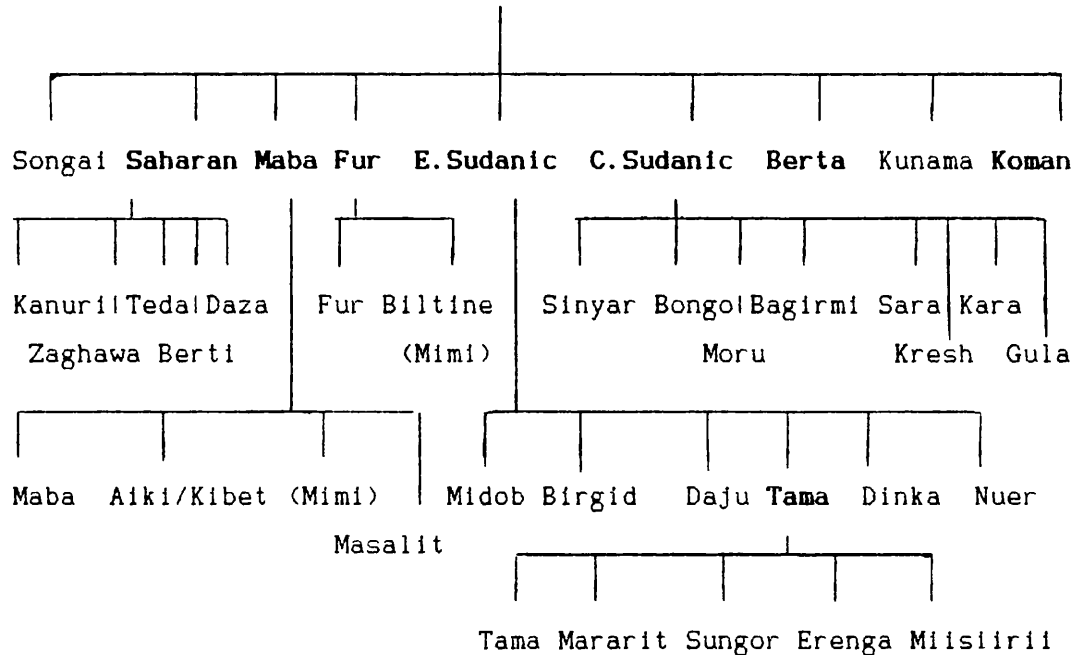 Songai Saharan Maba Fur E.Sudanic C.Sudanic Berta Kunama Koman
Kanuri Teda Daza Fur Biltine Sinyar Bongo Bagirmi Sara Kara
Zaghawa Berti (Mimi) Moru Kresh Gula
Maba Aiki/Kibet (Mimi) Midob Birgid Daju Tama Dinka Nuer
Masalit
Tama Mararit Sungor Erenga Miisiirii